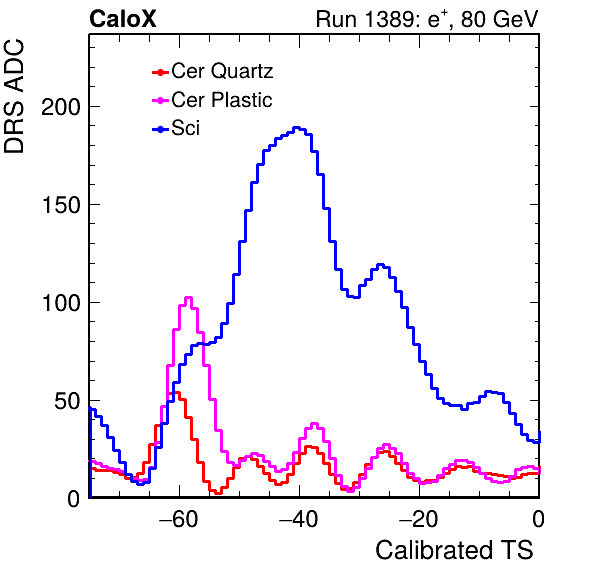 CaloX Run 1389: e⁺, 80 GeV
DRS ADC
Cer Quartz
Cer Plastic
Sci
200
150
100
50
0
−60 −40 −20 0
Calibrated TS